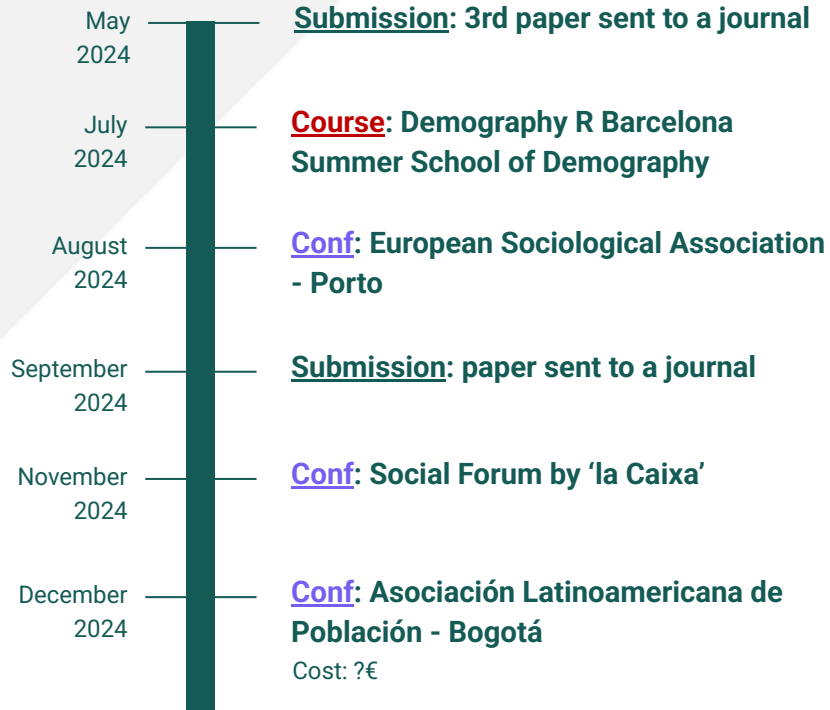 May
2024
Submission: 3rd paper sent to a journal
July
2024
Course: Demography R Barcelona
Summer School of Demography
August
2024
Conf: European Sociological Association
- Porto
September
2024
Submission: paper sent to a journal
November
2024
Conf: Social Forum by ‘la Caixa’
December
2024
Conf: Asociación Latinoamericana de
Población - Bogotá
Cost: ?€